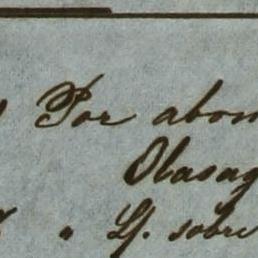 Por abon
Olasag
" Lf. sobre